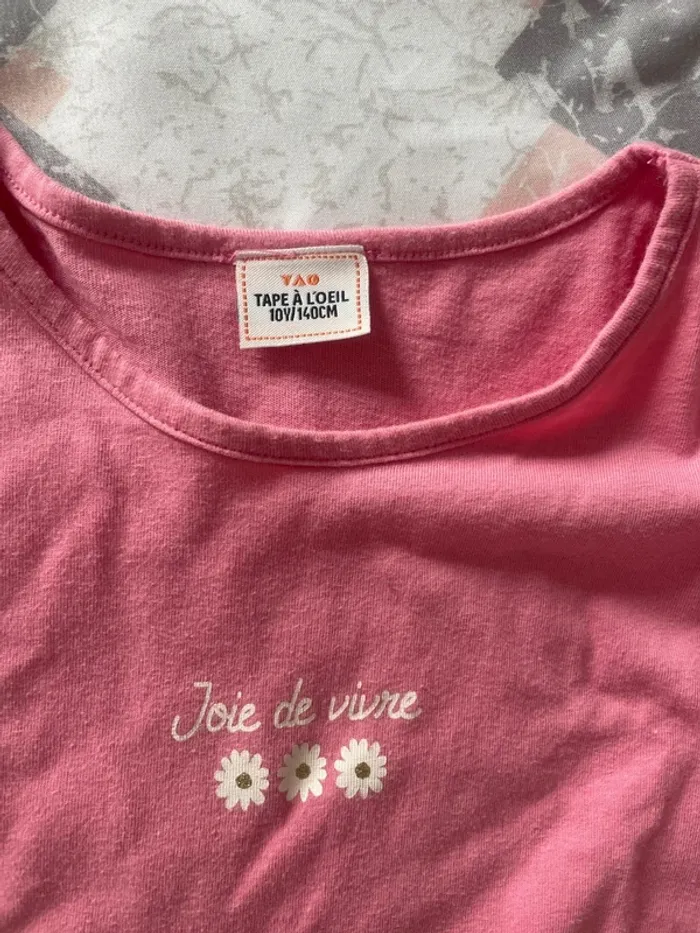 TAO
TAPE À L'OEIL
10Y/140CM
Joie de vivre